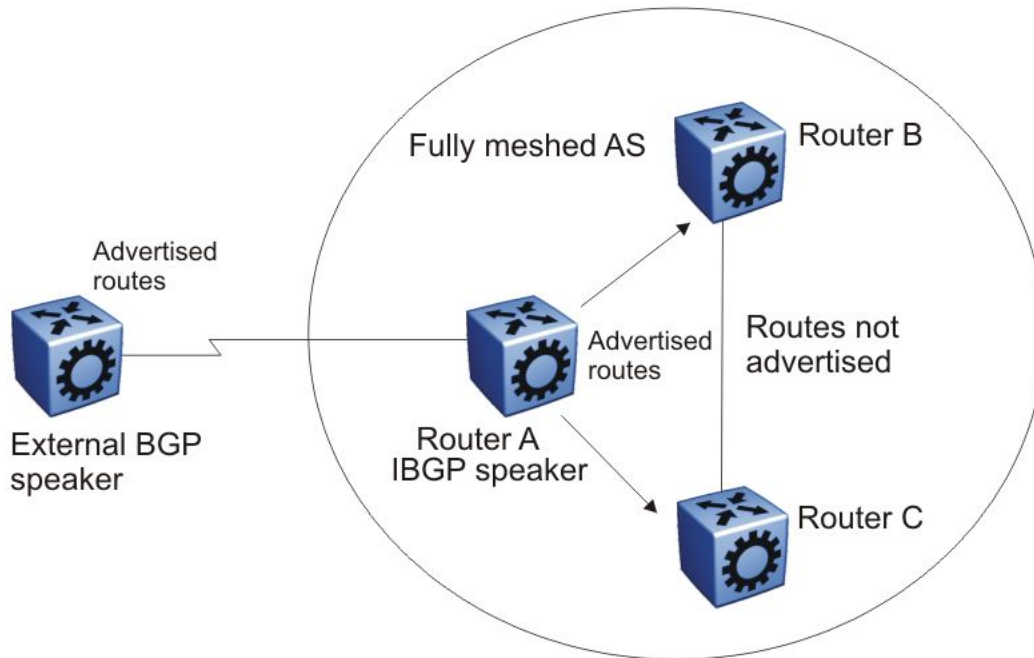 Fully meshed AS
Router B
Advertised
routes
Advertised
routes
Routes not
advertised
External BGP
speaker
Router A
IBGP speaker
Router C